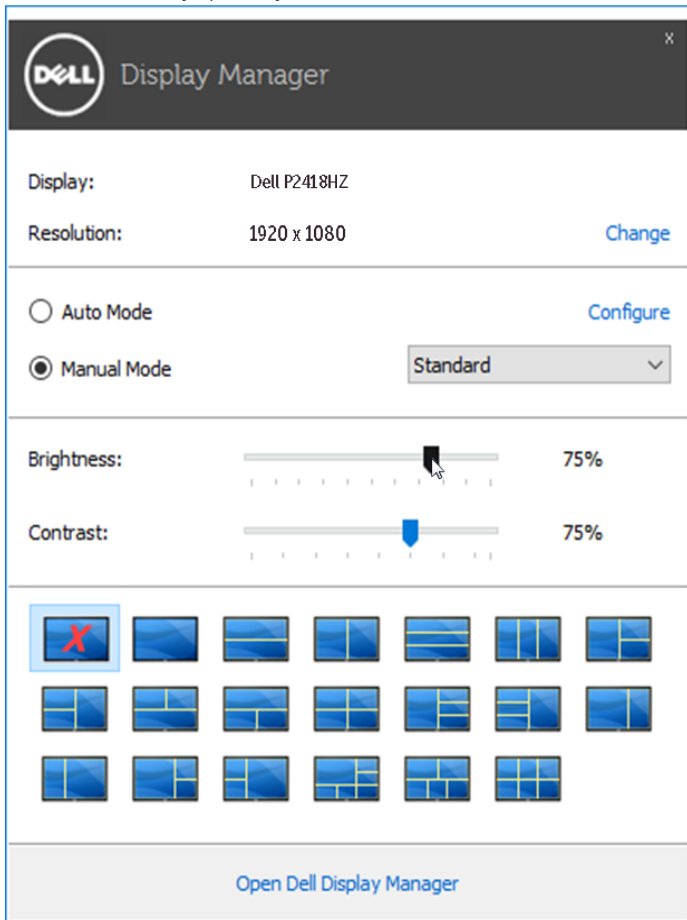 DELL Display Manager x
Display: Dell P2418HZ
Resolution: 1920 x 1080 Change
Auto Mode Configure
Manual Mode Standard
Brightness: 75%
Contrast: 75%
X
Open Dell Display Manager